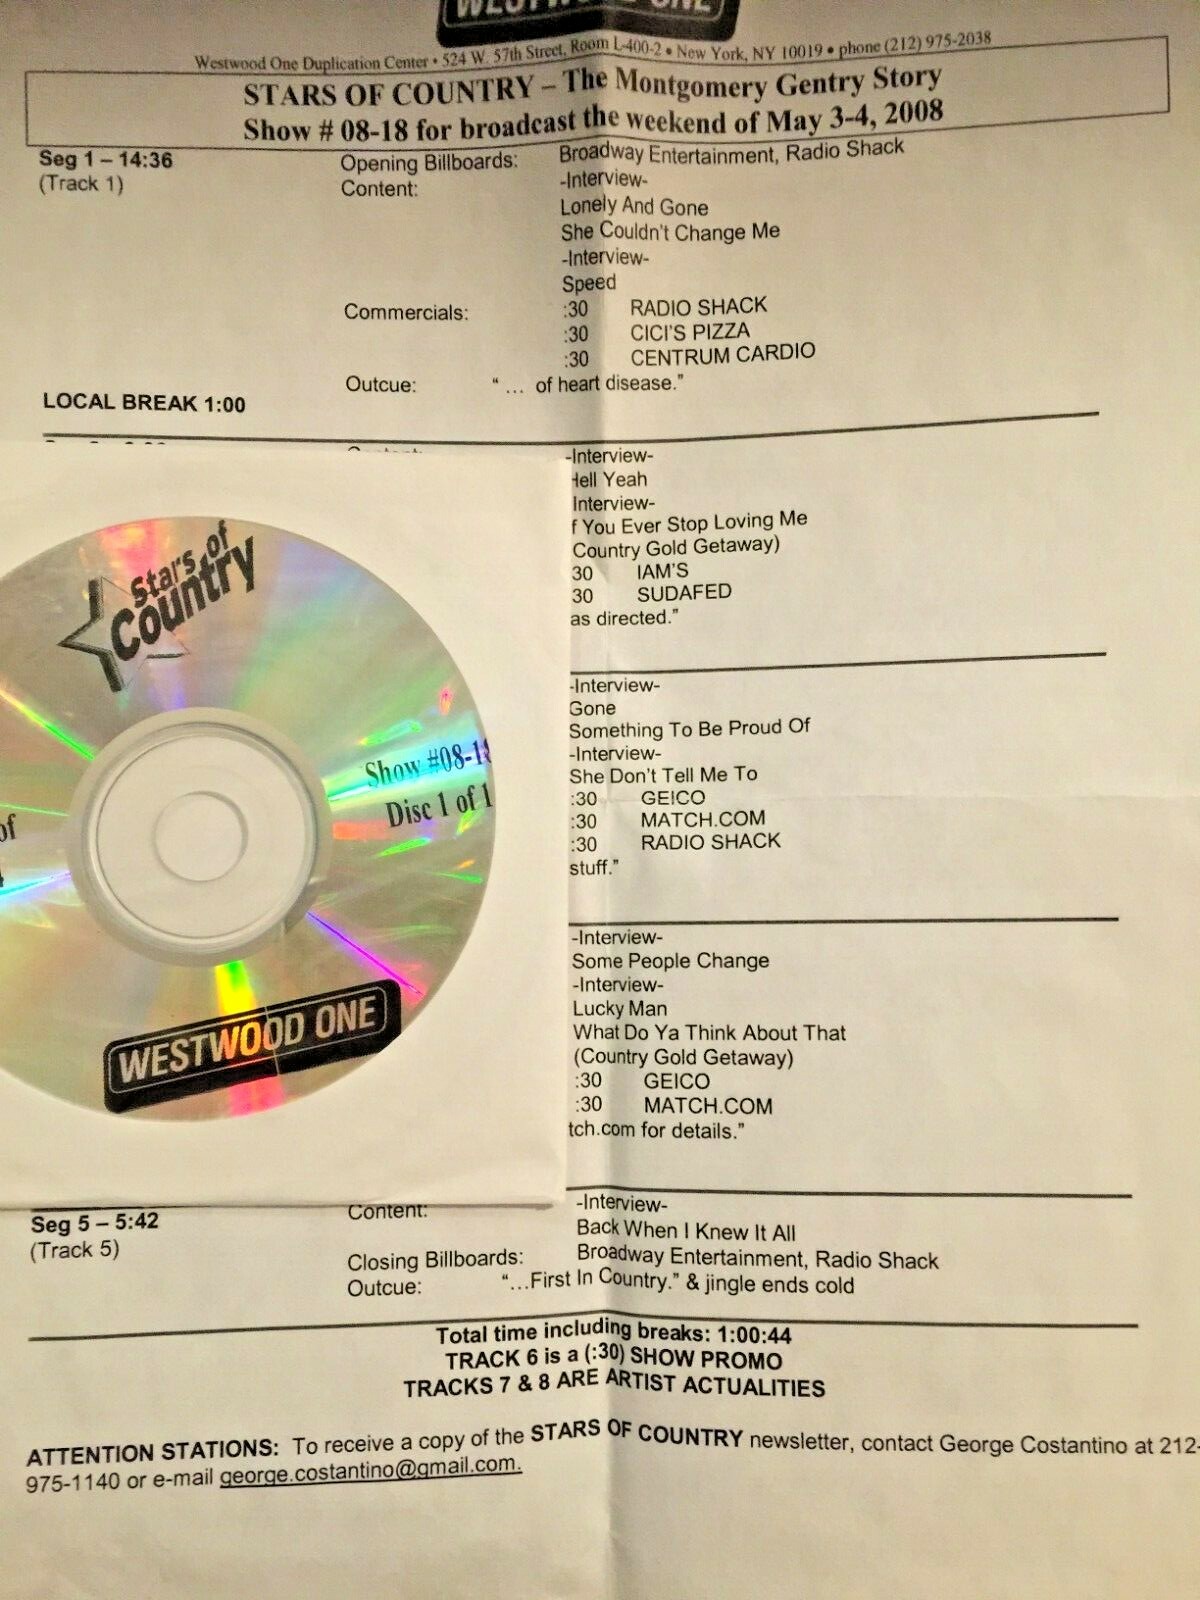 WESTWOOD ONE
Westwood One Duplication Center • 524 W. 57th Street, Room L-400-2 • New York, NY 10019 • phone (212) 975-2038
STARS OF COUNTRY – The Montgomery Gentry Story
Show # 08-18 for broadcast the weekend of May 3-4, 2008
Seg 1 – 14:36 Opening Billboards: Broadway Entertainment, Radio Shack
(Track 1) Content: -Interview-
Lonely And Gone
She Couldn't Change Me
-Interview-
Speed
Commercials: :30 RADIO SHACK
:30 CICI'S PIZZA
:30 CENTRUM CARDIO
Outcue: “ … of heart disease.”
LOCAL BREAK 1:00
-Interview-
Hell Yeah
Interview-
f You Ever Stop Loving Me
Country Gold Getaway)
30 IAM'S
30 SUDAFED
as directed.”
-Interview-
Gone
Something To Be Proud Of
-Interview-
She Don't Tell Me To
:30 GEICO
:30 MATCH.COM
:30 RADIO SHACK
stuff.”
-Interview-
Some People Change
-Interview-
Lucky Man
What Do Ya Think About That
(Country Gold Getaway)
:30 GEICO
:30 MATCH.COM
tch.com for details.”
Stars of
Country
Show #08-18
Disc 1 of 1
of
WESTWOOD ONE
Seg 5 – 5:42 Content: -Interview-
(Track 5) Back When I Knew It All
Closing Billboards: Broadway Entertainment, Radio Shack
Outcue: “…First In Country.” & jingle ends cold
Total time including breaks: 1:00:44
TRACK 6 is a (:30) SHOW PROMO
TRACKS 7 & 8 ARE ARTIST ACTUALITIES
ATTENTION STATIONS: To receive a copy of the STARS OF COUNTRY newsletter, contact George Costantino at 212-
975-1140 or e-mail george.costantino@gmail.com.